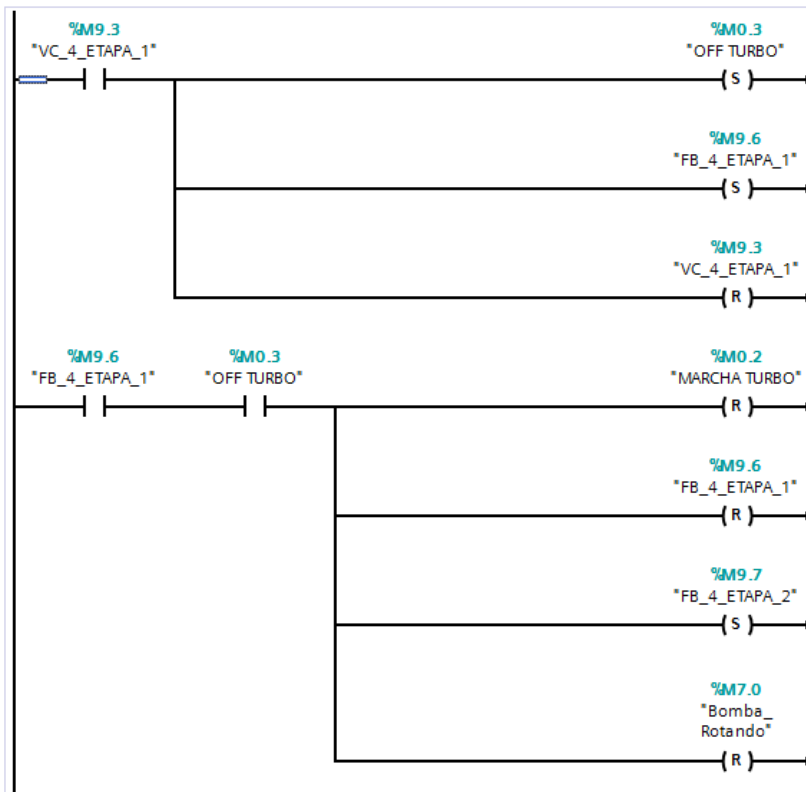 %M9.3 %M0.3
"VC_4_ETAPA_1" "OFF TURBO"
S
%M9.6
"FB_4_ETAPA_1"
S
%M9.3
"VC_4_ETAPA_1"
R
%M9.6 %M0.3 %M0.2
"FB_4_ETAPA_1" "OFF TURBO" "MARCHA TURBO"
R
%M9.6
"FB_4_ETAPA_1"
R
%M9.7
"FB_4_ETAPA_2"
S
%M7.0
"Bomba_
Rotando"
R